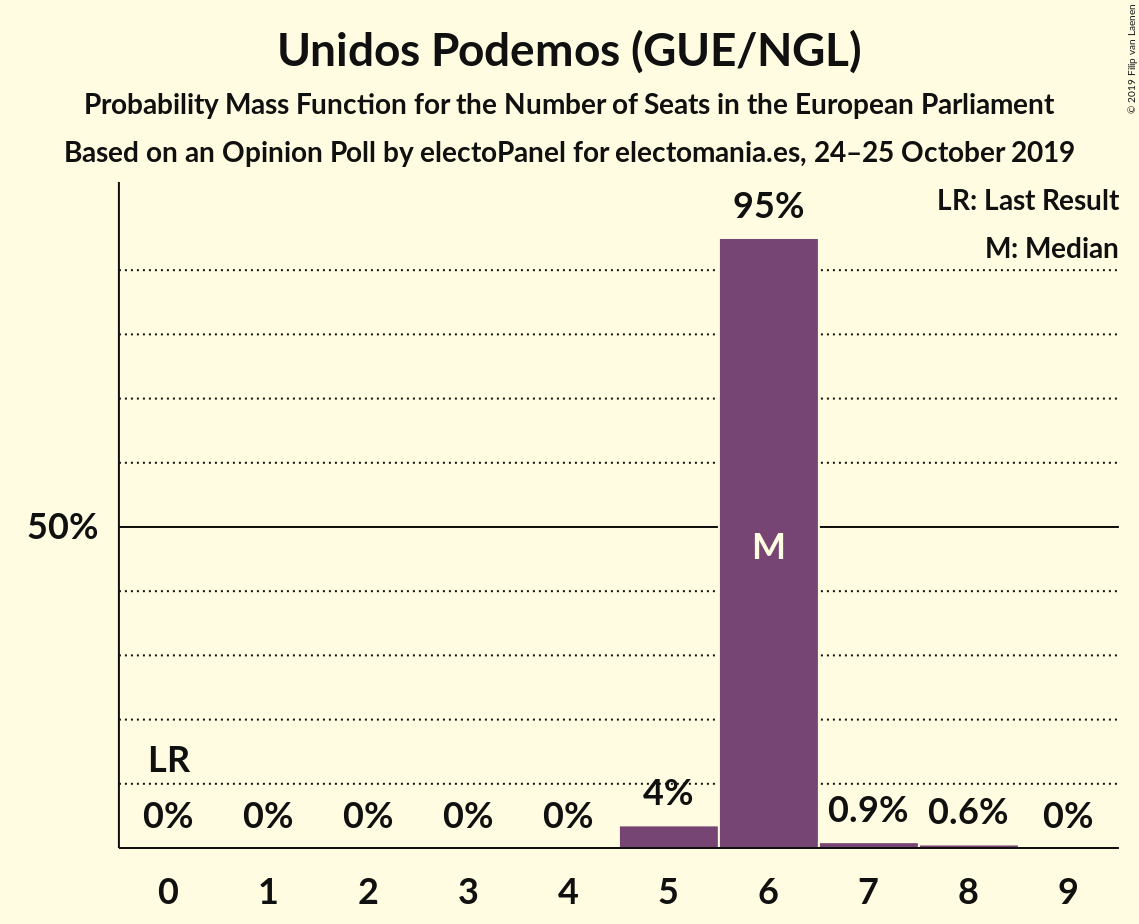 Unidos Podemos (GUE/NGL)
Probability Mass Function for the Number of Seats in the European Parliament
Based on an Opinion Poll by electoPanel for electomania.es, 24–25 October 2019
© 2019 Filip van Laenen
LR: Last Result
M: Median
95%
50%
M
LR
0% 0% 0% 0% 0% 4% 0.9% 0.6% 0%
0 1 2 3 4 5 6 7 8 9